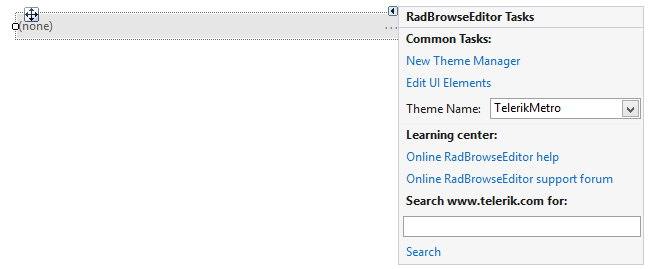 (none)
...
RadBrowseEditor Tasks
Common Tasks:
New Theme Manager
Edit UI Elements
Theme Name: TelerikMetro
Learning center:
Online RadBrowseEditor help
Online RadBrowseEditor support forum
Search www.telerik.com for:
Search